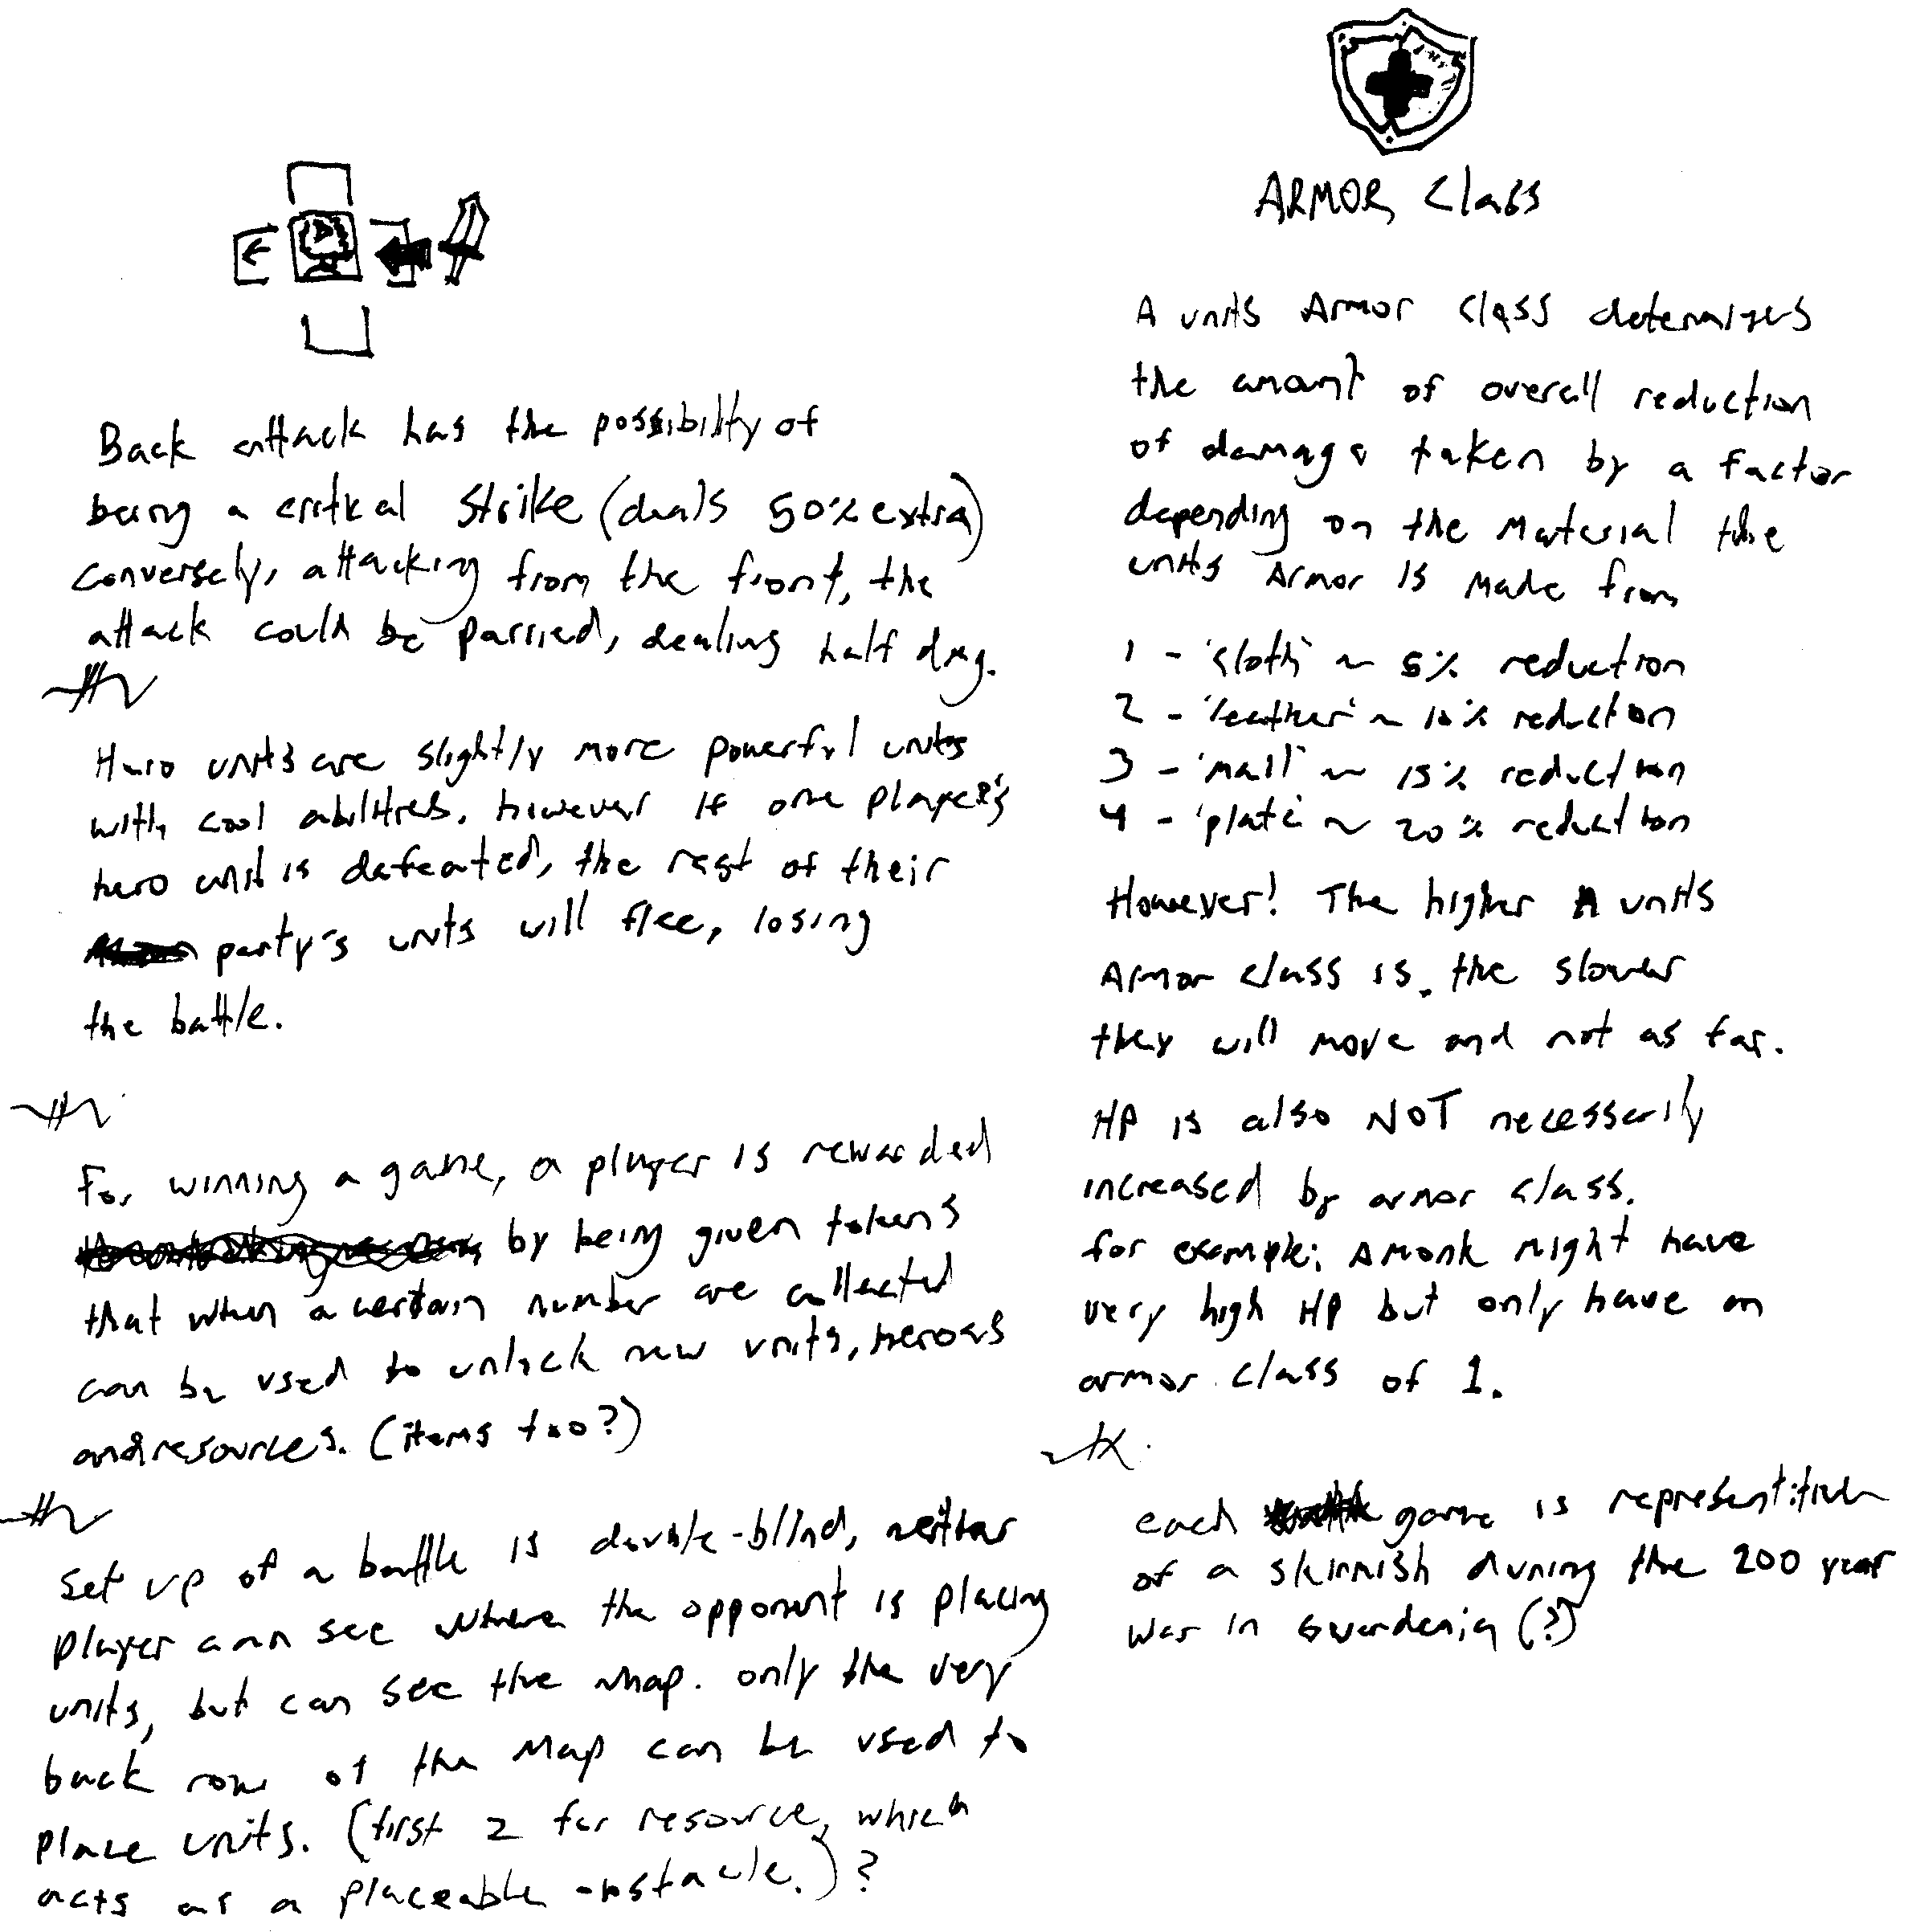 Back attack has the possibility of
being a critical strike (deals 50% extra)
conversely, attacking from the front, the
attack could be parried, dealing half dmg.
Hero units are slightly more powerful units
with cool abilities. however if one player's
hero unit is defeated, the rest of their
party's units will flee, losing
the battle.
For winning a game, a player is rewarded
by being given tokens
that when a certain number are collected
can be used to unlock new units, heroes
and resources. (items too?)
Set up of a battle is double-blind, neither
player can see where the opponent is placing
units, but can see the map. only the very
back row of the map can be used to
place units. (first 2 for resource, which
acts as a placeable obstacle.)?
ARMOR Class
A units Armor class determines
the amount of overall reduction
of damage taken by a factor
depending on the material the
units Armor is made from
1 - 'cloth' ~ 5% reduction
2 - 'leather' ~ 10% reduction
3 - 'mail' ~ 15% reduction
4 - 'plate' ~ 20% reduction
However! The higher A units
Armor class is, the slower
they will move and not as far.
HP is also NOT necessarily
increased by armor class.
for example: A monk might have
very high HP but only have an
armor class of 1.
each game is representitive
of a skirmish during the 200 year
war in (?)